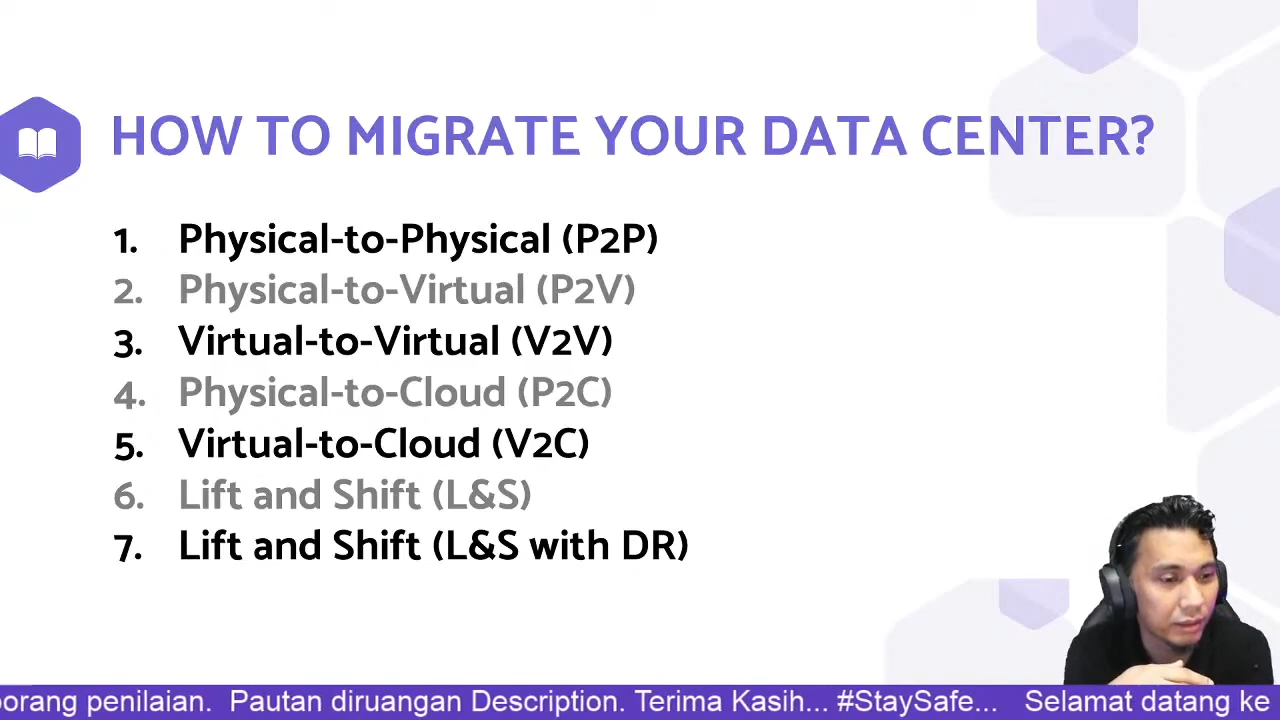 HOW TO MIGRATE YOUR DATA CENTER?
1. Physical-to-Physical (P2P)
2. Physical-to-Virtual (P2V)
3. Virtual-to-Virtual (V2V)
4. Physical-to-Cloud (P2C)
5. Virtual-to-Cloud (V2C)
6. Lift and Shift (L&S)
7. Lift and Shift (L&S with DR)
penilaian. Pautan diruangan Description. Terima Kasih... #StaySafe... Selamat datang ke